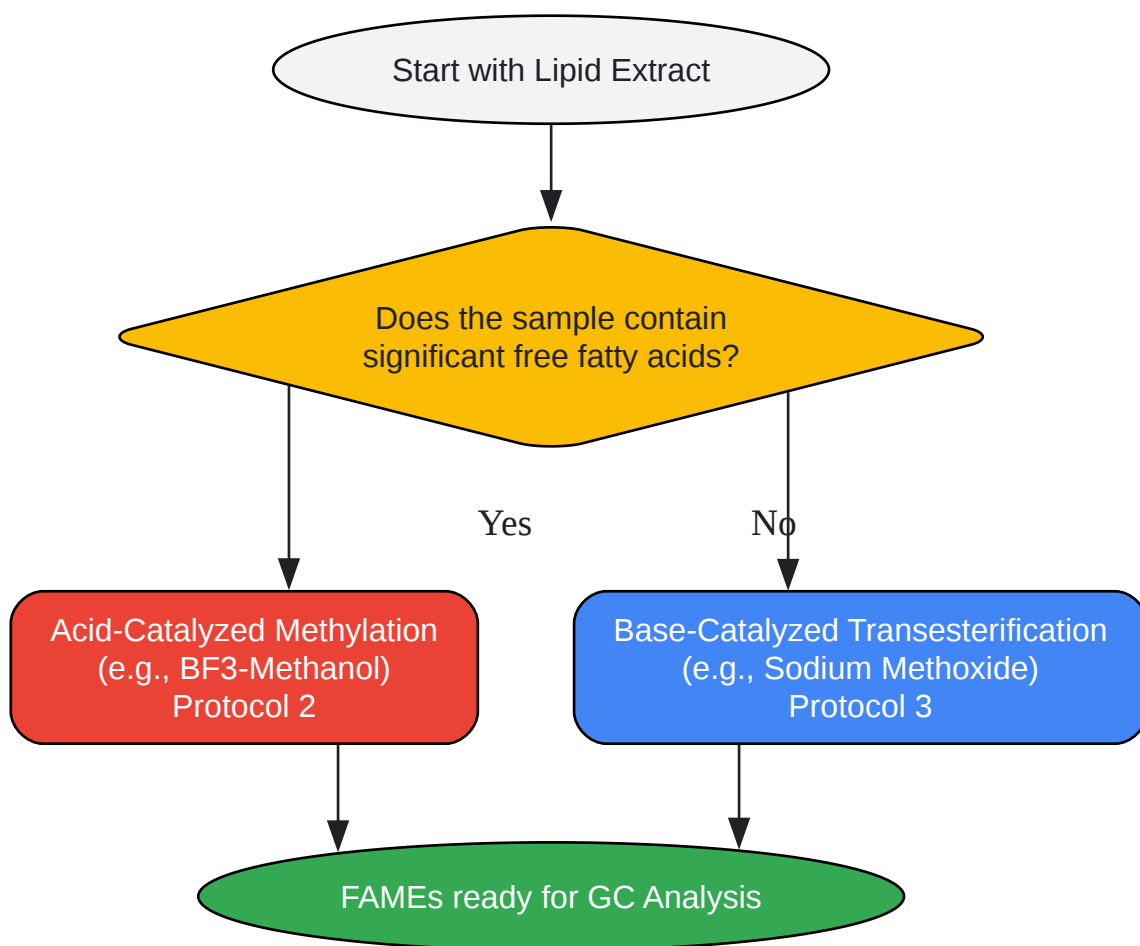 Start with Lipid Extract
Does the sample contain
significant free fatty acids?
Yes
No
Acid-Catalyzed Methylation
(e.g., BF3-Methanol)
Protocol 2
Base-Catalyzed Transesterification
(e.g., Sodium Methoxide)
Protocol 3
FAMEs ready for GC Analysis